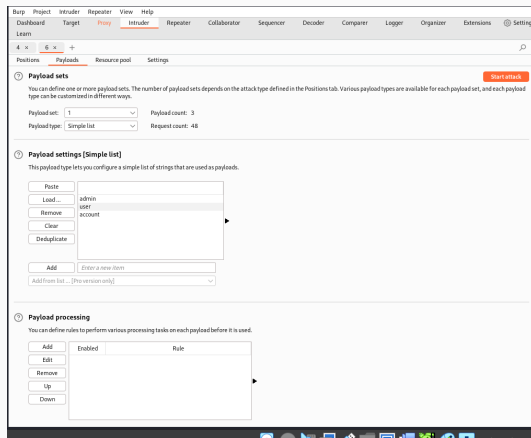 Burp Project Intruder Repeater View Help
Dashboard Target Proxy Intruder Repeater Collaborator Sequencer Decoder Comparer Logger Organizer Extensions Setting
Learn
4 × 6 × +
Positions Payloads Resource pool Settings
? Payload sets Start attack
You can define one or more payload sets. The number of payload sets depends on the attack type defined in the Positions tab. Various payload types are available for each payload set, and each payload
type can be customized in different ways.
Payload set: 1 Payload count: 3
Payload type: Simple list Request count: 48
? Payload settings [Simple list]
This payload type lets you configure a simple list of strings that are used as payloads.
Paste
Load ... admin
user
Remove account
Clear
Deduplicate
Add Enter a new item
Add from list ... [Pro version only]
? Payload processing
You can define rules to perform various processing tasks on each payload before it is used.
Add Enabled Rule
Edit
Remove
Up
Down